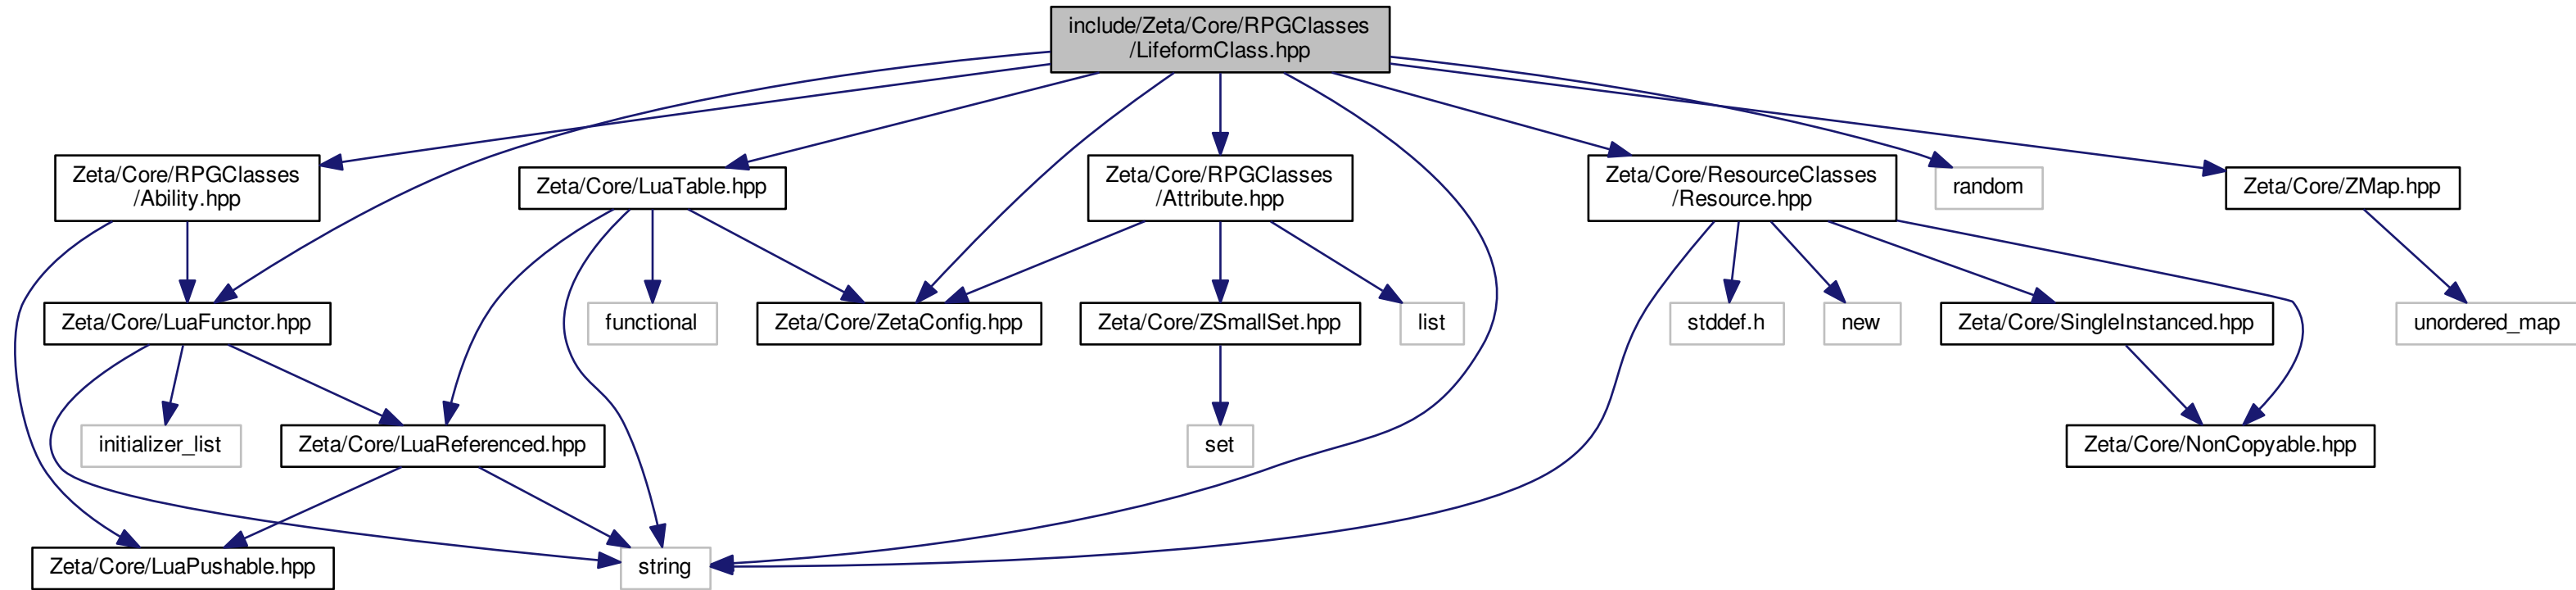 include/Zeta/Core/RPGClasses
/LifeformClass.hpp
Zeta/Core/RPGClasses
/Ability.hpp
Zeta/Core/LuaTable.hpp
Zeta/Core/RPGClasses
/Attribute.hpp
Zeta/Core/ResourceClasses
/Resource.hpp
random
Zeta/Core/ZMap.hpp
Zeta/Core/LuaFunctor.hpp
functional
Zeta/Core/ZetaConfig.hpp
Zeta/Core/ZSmallSet.hpp
list
stddef.h
new
Zeta/Core/SingleInstanced.hpp
unordered_map
initializer_list
Zeta/Core/LuaReferenced.hpp
set
Zeta/Core/NonCopyable.hpp
Zeta/Core/LuaPushable.hpp
string